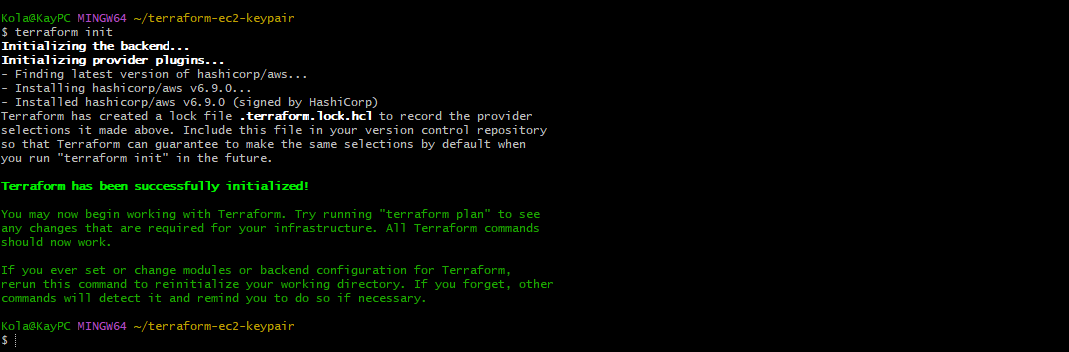 Kola@KayPC MINGW64 ~/terraform-ec2-keypair
$ terraform init
Initializing the backend...
Initializing provider plugins...
- Finding latest version of hashicorp/aws...
- Installing hashicorp/aws v6.9.0...
- Installed hashicorp/aws v6.9.0 (signed by HashiCorp)
Terraform has created a lock file .terraform.lock.hcl to record the provider
selections it made above. Include this file in your version control repository
so that Terraform can guarantee to make the same selections by default when
you run "terraform init" in the future.
Terraform has been successfully initialized!
You may now begin working with Terraform. Try running "terraform plan" to see
any changes that are required for your infrastructure. All Terraform commands
should now work.
If you ever set or change modules or backend configuration for Terraform,
rerun this command to reinitialize your working directory. If you forget, other
commands will detect it and remind you to do so if necessary.
Kola@KayPC MINGW64 ~/terraform-ec2-keypair
$